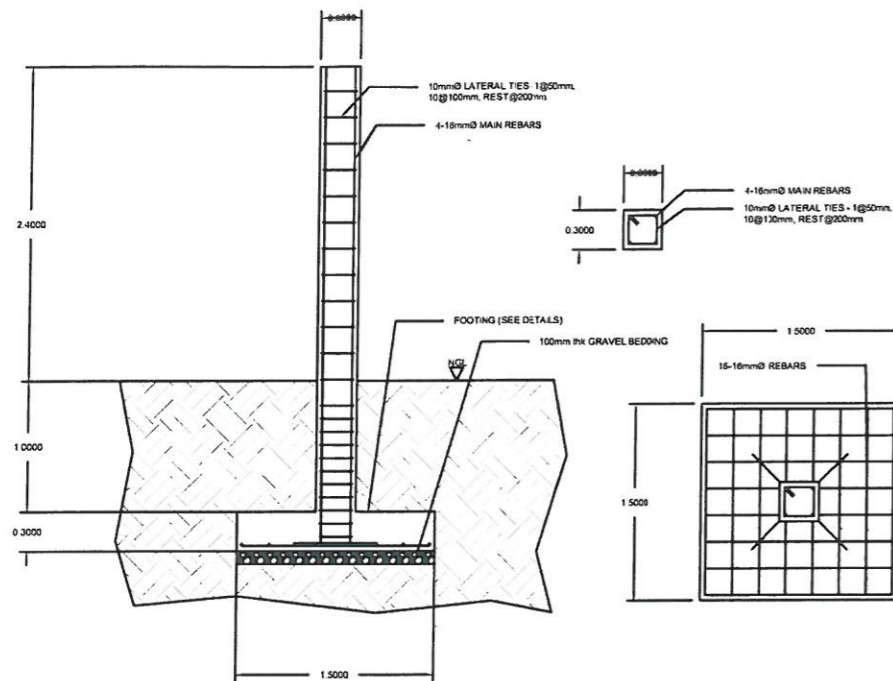 10mmØ LATERAL TIES - 1@50mm,
10@100mm, REST@200mm
4-16mmØ MAIN REBARS
2.4000
4-16mmØ MAIN REBARS
10mmØ LATERAL TIES - 1@50mm,
10@100mm, REST@200mm
0.3000
FOOTING (SEE DETAILS)
100mm thk GRAVEL BEDDING
NGL
1.5000
16-16mmØ REBARS
1.0000
1.5000
0.3000
1.5000